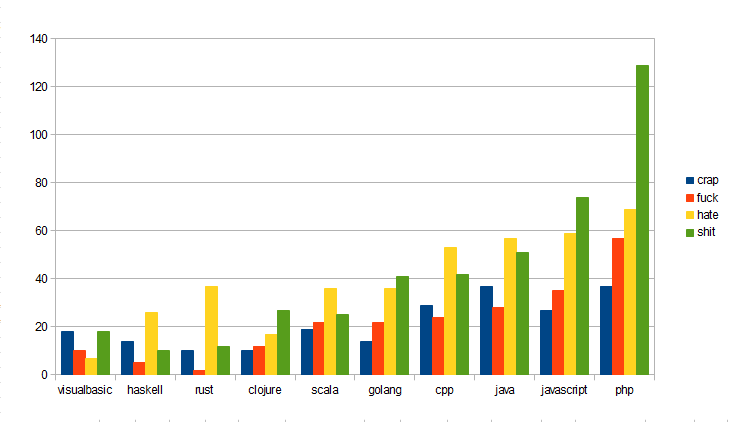 140
120
100
80
60
40
20
0
visualbasic haskell rust clojure scala golang cpp java javascript php
crap
fuck
hate
shit